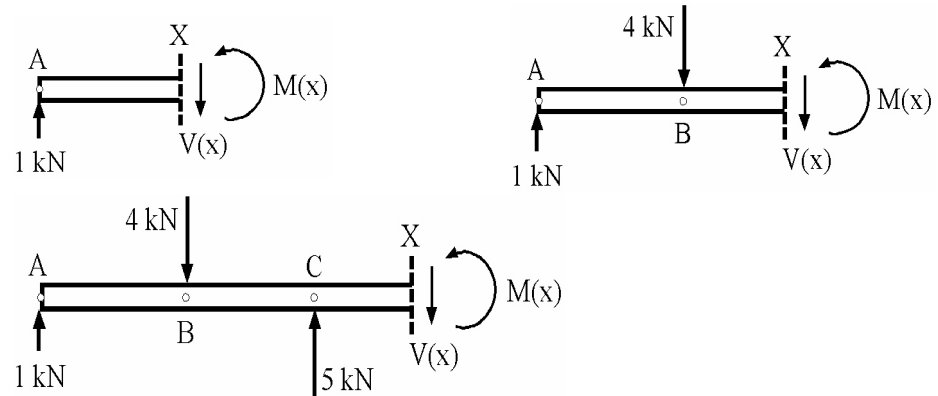 X
A
M(x)
V(x)
1 kN
4 kN
X
A
M(x)
B
V(x)
1 kN
4 kN
X
A
C
M(x)
B
V(x)
1 kN
5 kN